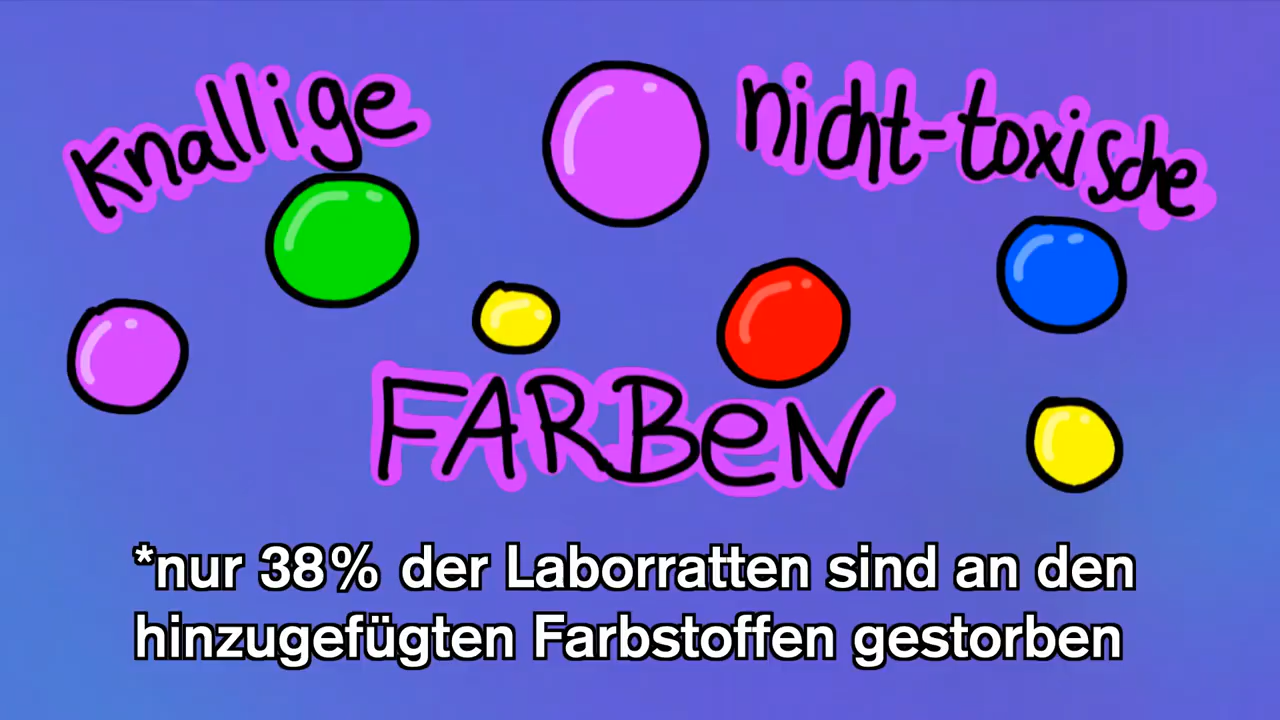 Knallige
nicht-toxische
FARBeN
*nur 38% der Laborratten sind an den
hinzugefügten Farbstoffen gestorben